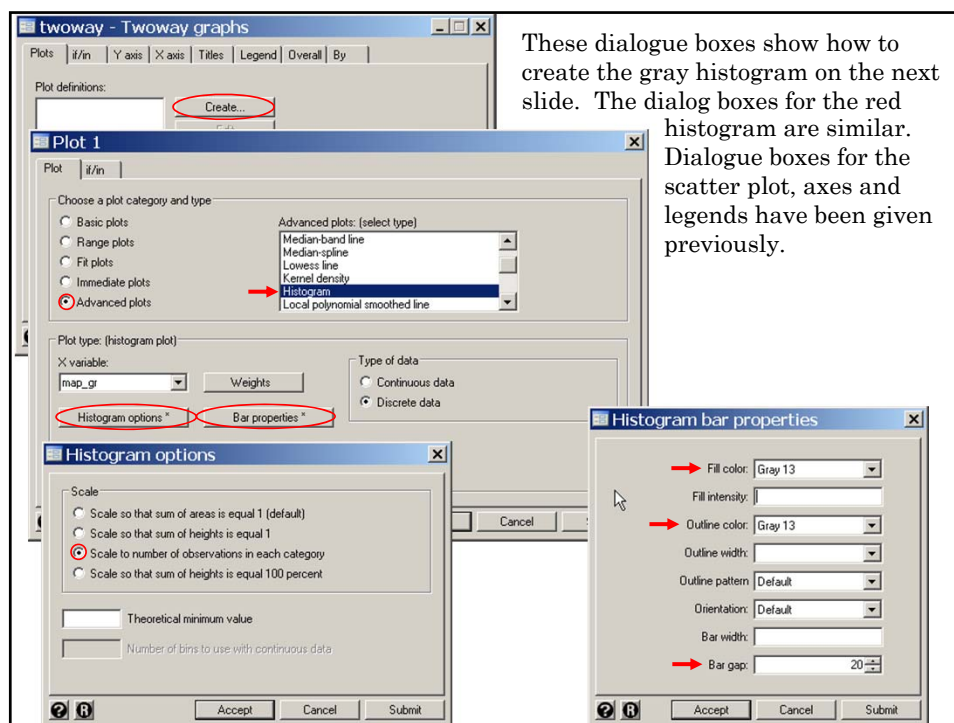 twoway - Twoway graphs
Plots if/in Y axis X axis Titles Legend Overall By
Plot definitions:
Create...
These dialogue boxes show how to
create the gray histogram on the next
slide. The dialog boxes for the red
histogram are similar.
Dialogue boxes for the
scatter plot, axes and
legends have been given
previously.
Plot 1
Plot if/in
Choose a plot category and type
Basic plots
Range plots
Fit plots
Immediate plots
Advanced plots
Advanced plots: (select type)
Median-band line
Median-spline
Lowess line
Kernel density
Histogram
Local polynomial smoothed line
Plot type: (histogram plot)
X variable:
map_gr
Weights
Histogram options *
Bar properties *
Type of data
Continuous data
Discrete data
Cancel
Histogram options
Scale
Scale so that sum of areas is equal 1 (default)
Scale so that sum of heights is equal 1
Scale to number of observations in each category
Scale so that sum of heights is equal 100 percent
Theoretical minimum value
Number of bins to use with continuous data
Accept Cancel Submit
Histogram bar properties
Fill color: Gray 13
Fill intensity:
Outline color: Gray 13
Outline width:
Outline pattern Default
Orientation: Default
Bar width:
Bar gap: 20
Accept Cancel Submit